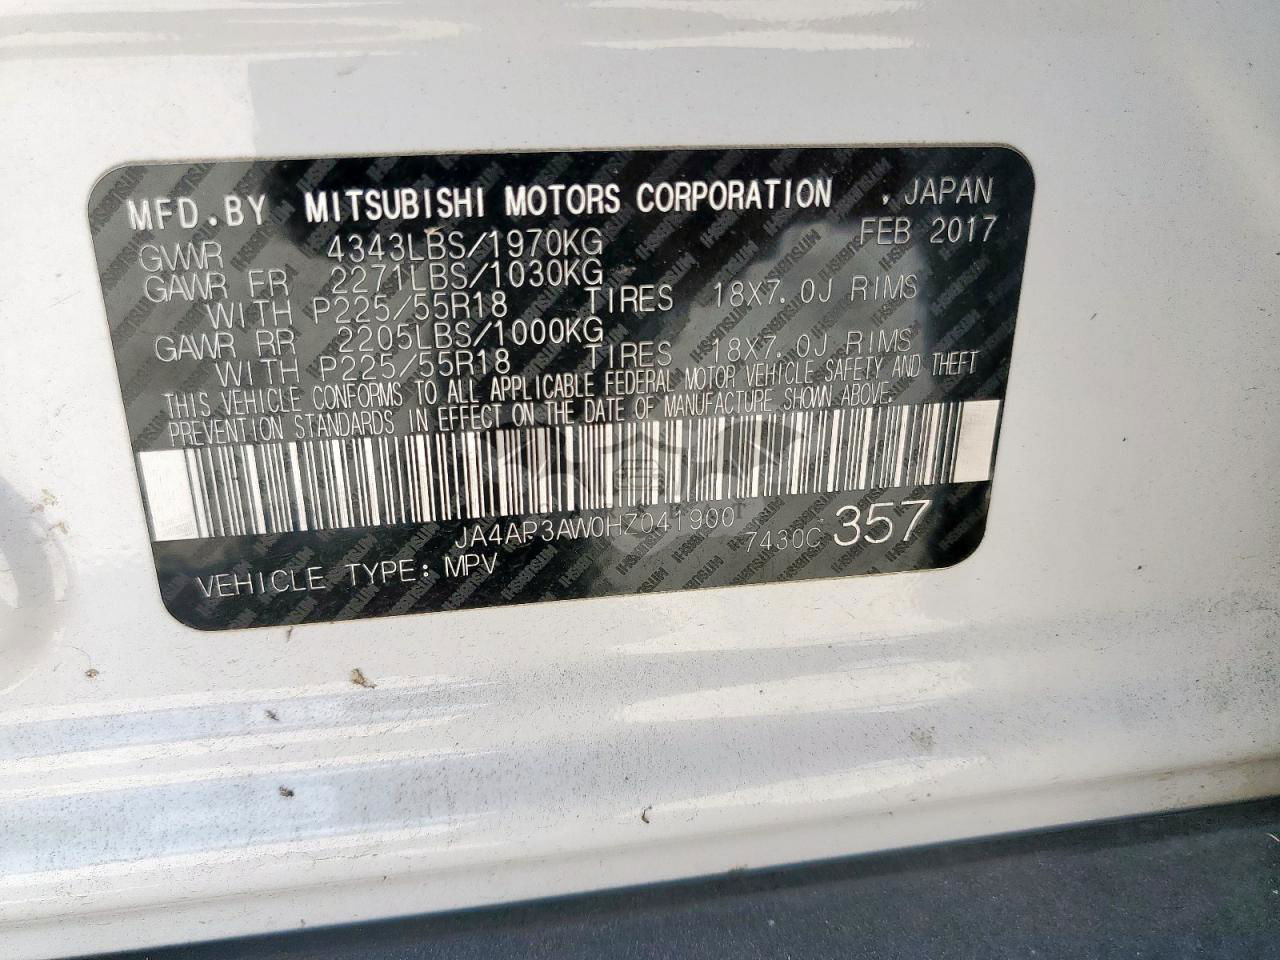 MFD.BY MITSUBISHI MOTORS CORPORATION , JAPAN
GVWR 4343LBS/1970KG FEB 2017
GAWR FR 2271LBS/1030KG
WITH P225/55R18 TIRES 18X7.0J RIMS
GAWR RR 2205LBS/1000KG
WITH P225/55R18 TIRES 18X7.0J RIMS
THIS VEHICLE CONFORMS TO ALL APPLICABLE FEDERAL MOTOR VEHICLE SAFETY AND THEFT
PREVENTION STANDARDS IN EFFECT ON THE DATE OF MANUFACTURE SHOWN ABOVE.
JA4AP3AW0HZ041900 7430C 357
VEHICLE TYPE: MPV